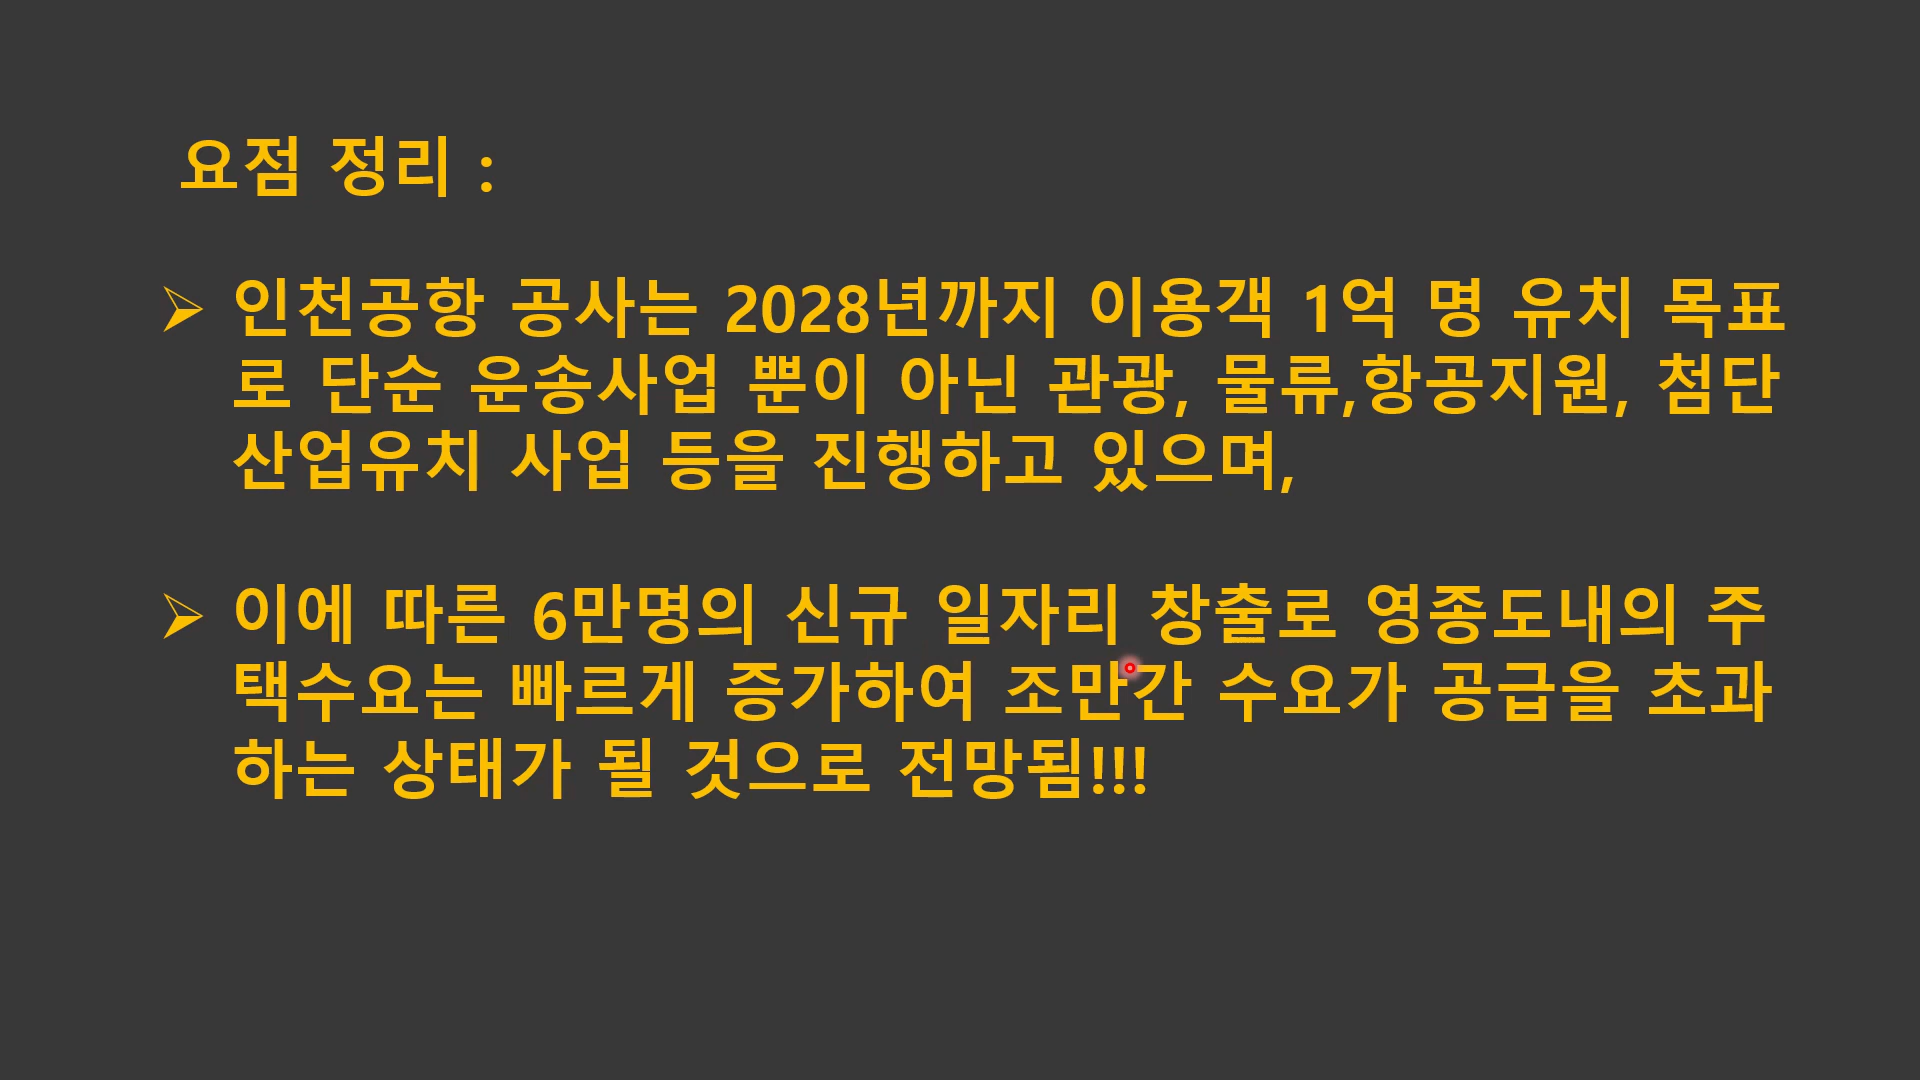 요점 정리 :
➢ 인천공항 공사는 2028년까지 이용객 1억 명 유치 목표
로 단순 운송사업 뿐이 아닌 관광, 물류,항공지원, 첨단
산업유치 사업 등을 진행하고 있으며,
➢ 이에 따른 6만명의 신규 일자리 창출로 영종도내의 주
택수요는 빠르게 증가하여 조만간 수요가 공급을 초과
하는 상태가 될 것으로 전망됨!!!